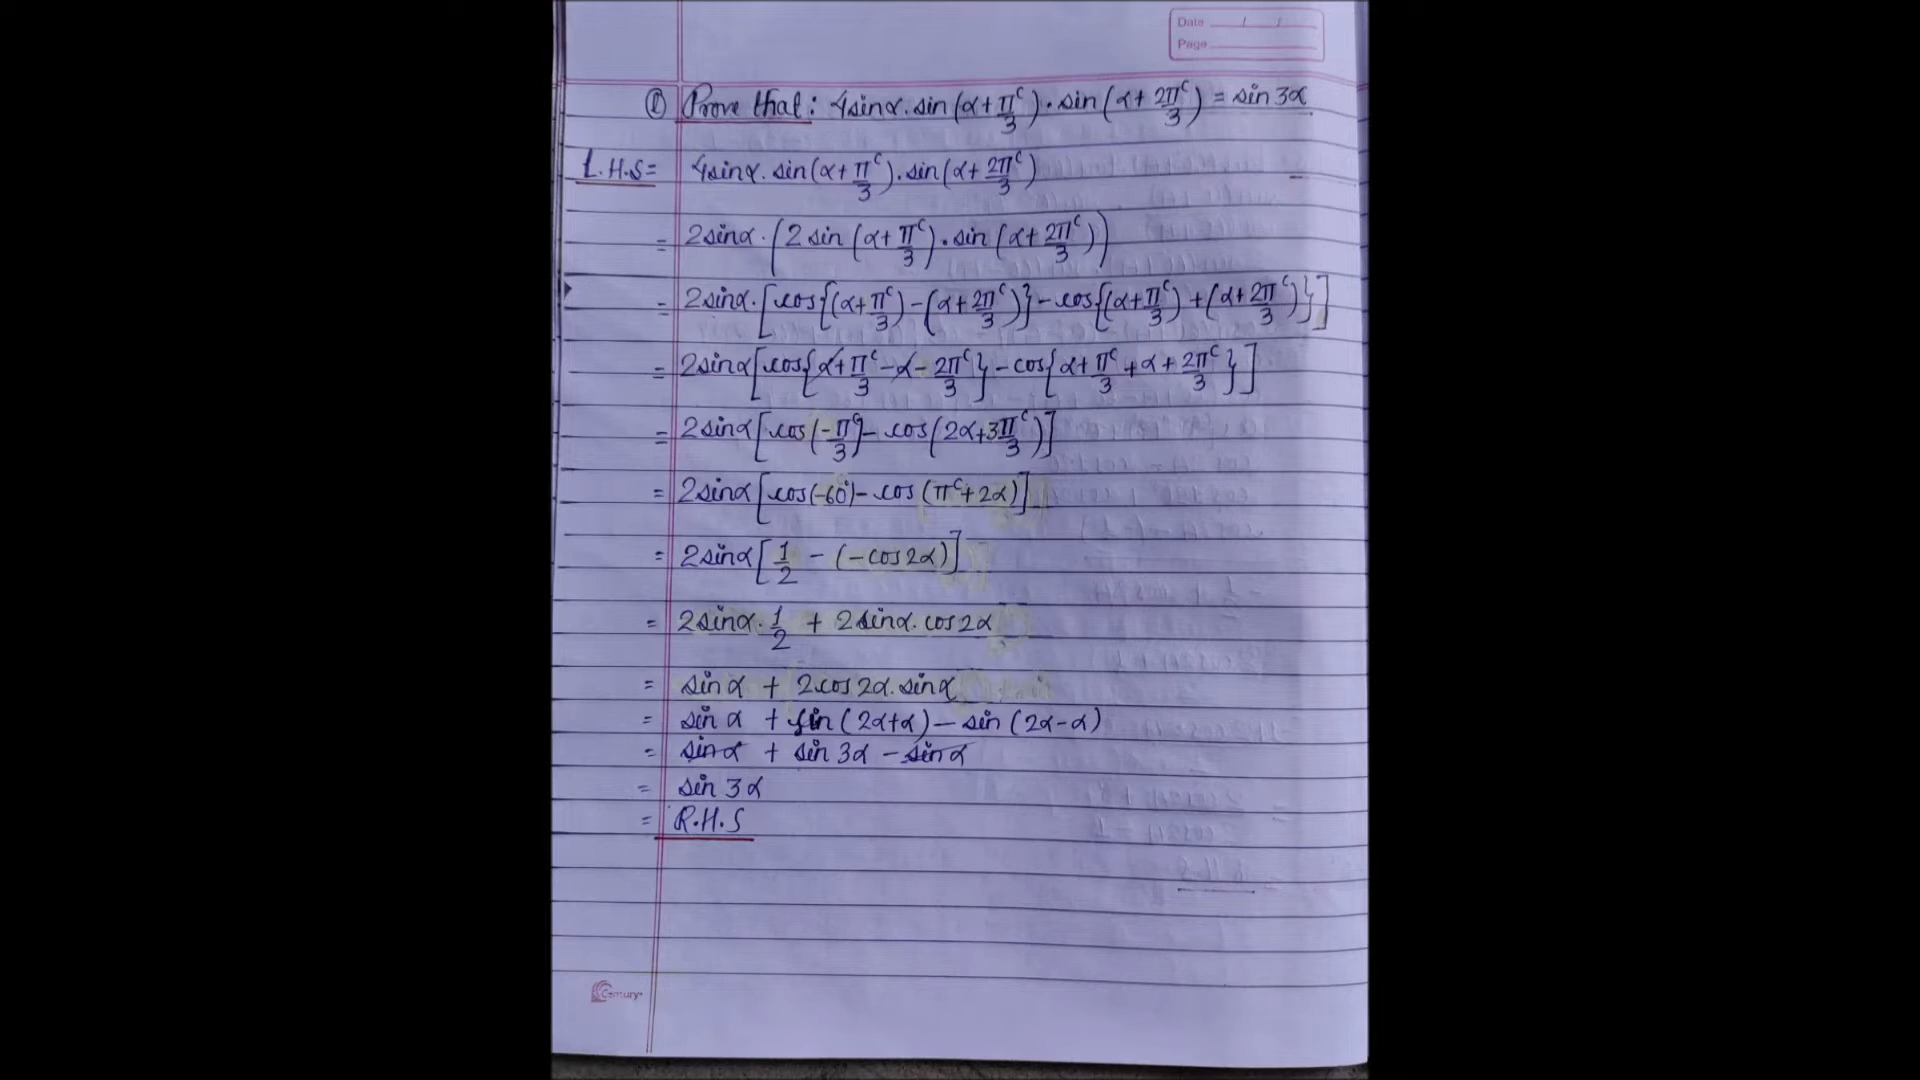 Date / /
Page
① Prove that: 4sinα.sin(α+π^c/3).sin(α+2π^c/3) = sin3α
L.H.S= 4sinα.sin(α+π^c/3).sin(α+2π^c/3)
= 2sinα.(2sin(α+π^c/3).sin(α+2π^c/3))
= 2sinα.[cos{(α+π^c/3)-(α+2π^c/3)}-cos{(α+π^c/3)+(α+2π^c/3)}]
= 2sinα[cos{α+π^c/3-α-2π^c/3}-cos{α+π^c/3+α+2π^c/3}]
= 2sinα[cos(-π^c/3)-cos(2α+3π^c/3)]
= 2sinα[cos(-60°)-cos(π^c+2α)]
= 2sinα[1/2 - (-cos2α)]
= 2sinα.1/2 + 2sinα.cos2α
= sinα + 2cos2α.sinα
= sinα + sin(2α+α)-sin(2α-α)
= sinα + sin3α - sinα
= sin3α
= R.H.S
Century